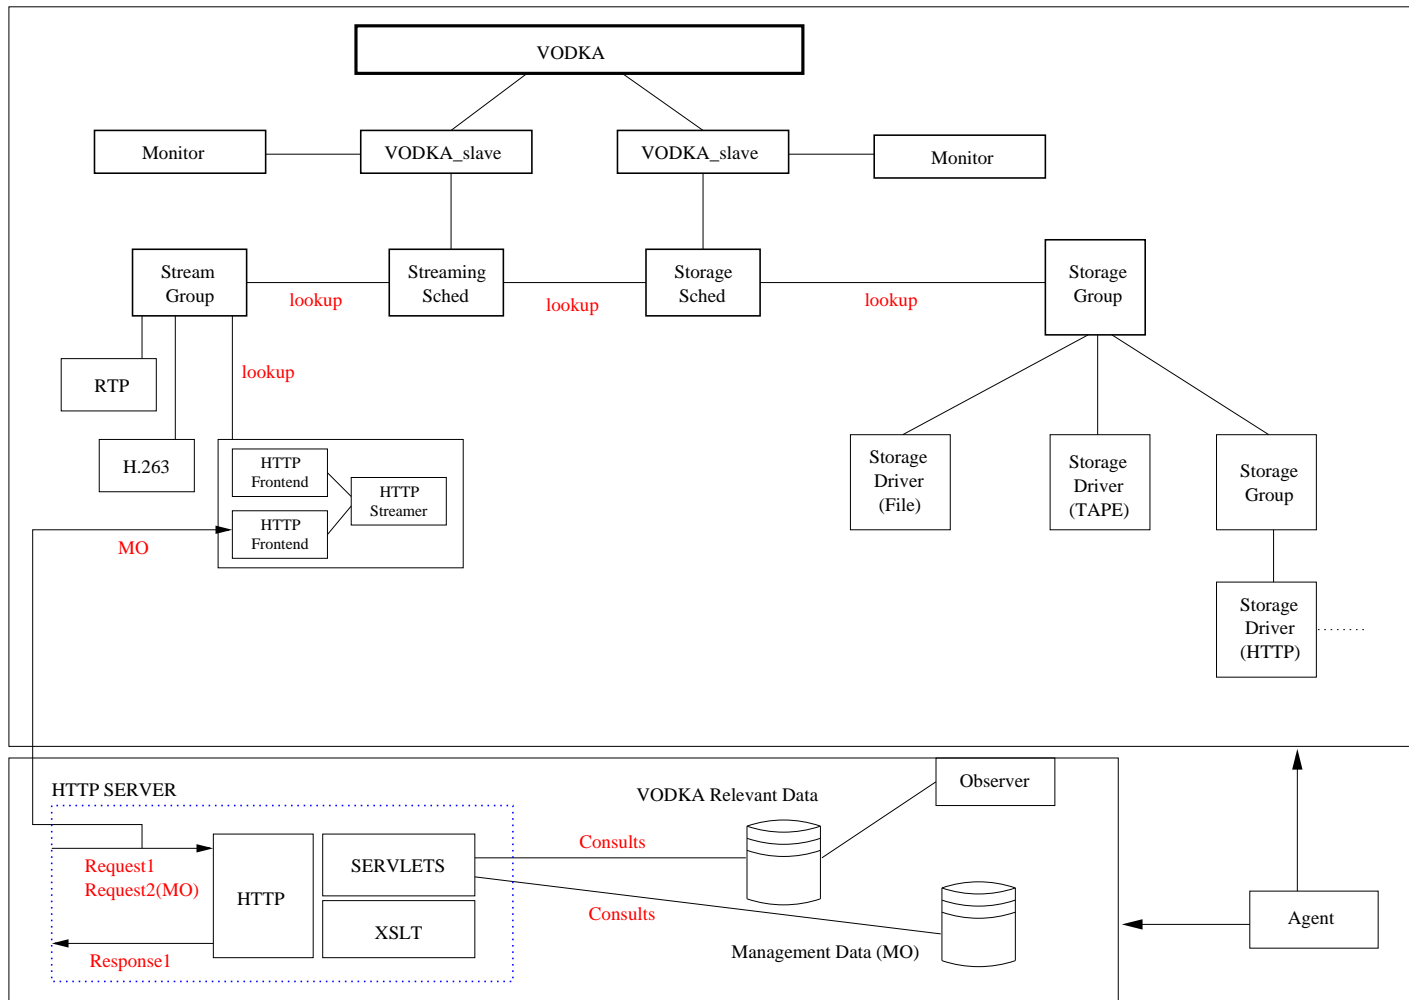 VODKA
Monitor
VODKA_slave
VODKA_slave
Monitor
Stream
Group
lookup
Streaming
Sched
lookup
Storage
Sched
lookup
Storage
Group
RTP
lookup
H.263
HTTP
Frontend
HTTP
Streamer
HTTP
Frontend
MO
Storage
Driver
(File)
Storage
Driver
(TAPE)
Storage
Group
Storage
Driver
(HTTP)
HTTP SERVER
Request1
Request2(MO)
Response1
HTTP
SERVLETS
XSLT
Consults
Consults
VODKA Relevant Data
Observer
Management Data (MO)
Agent